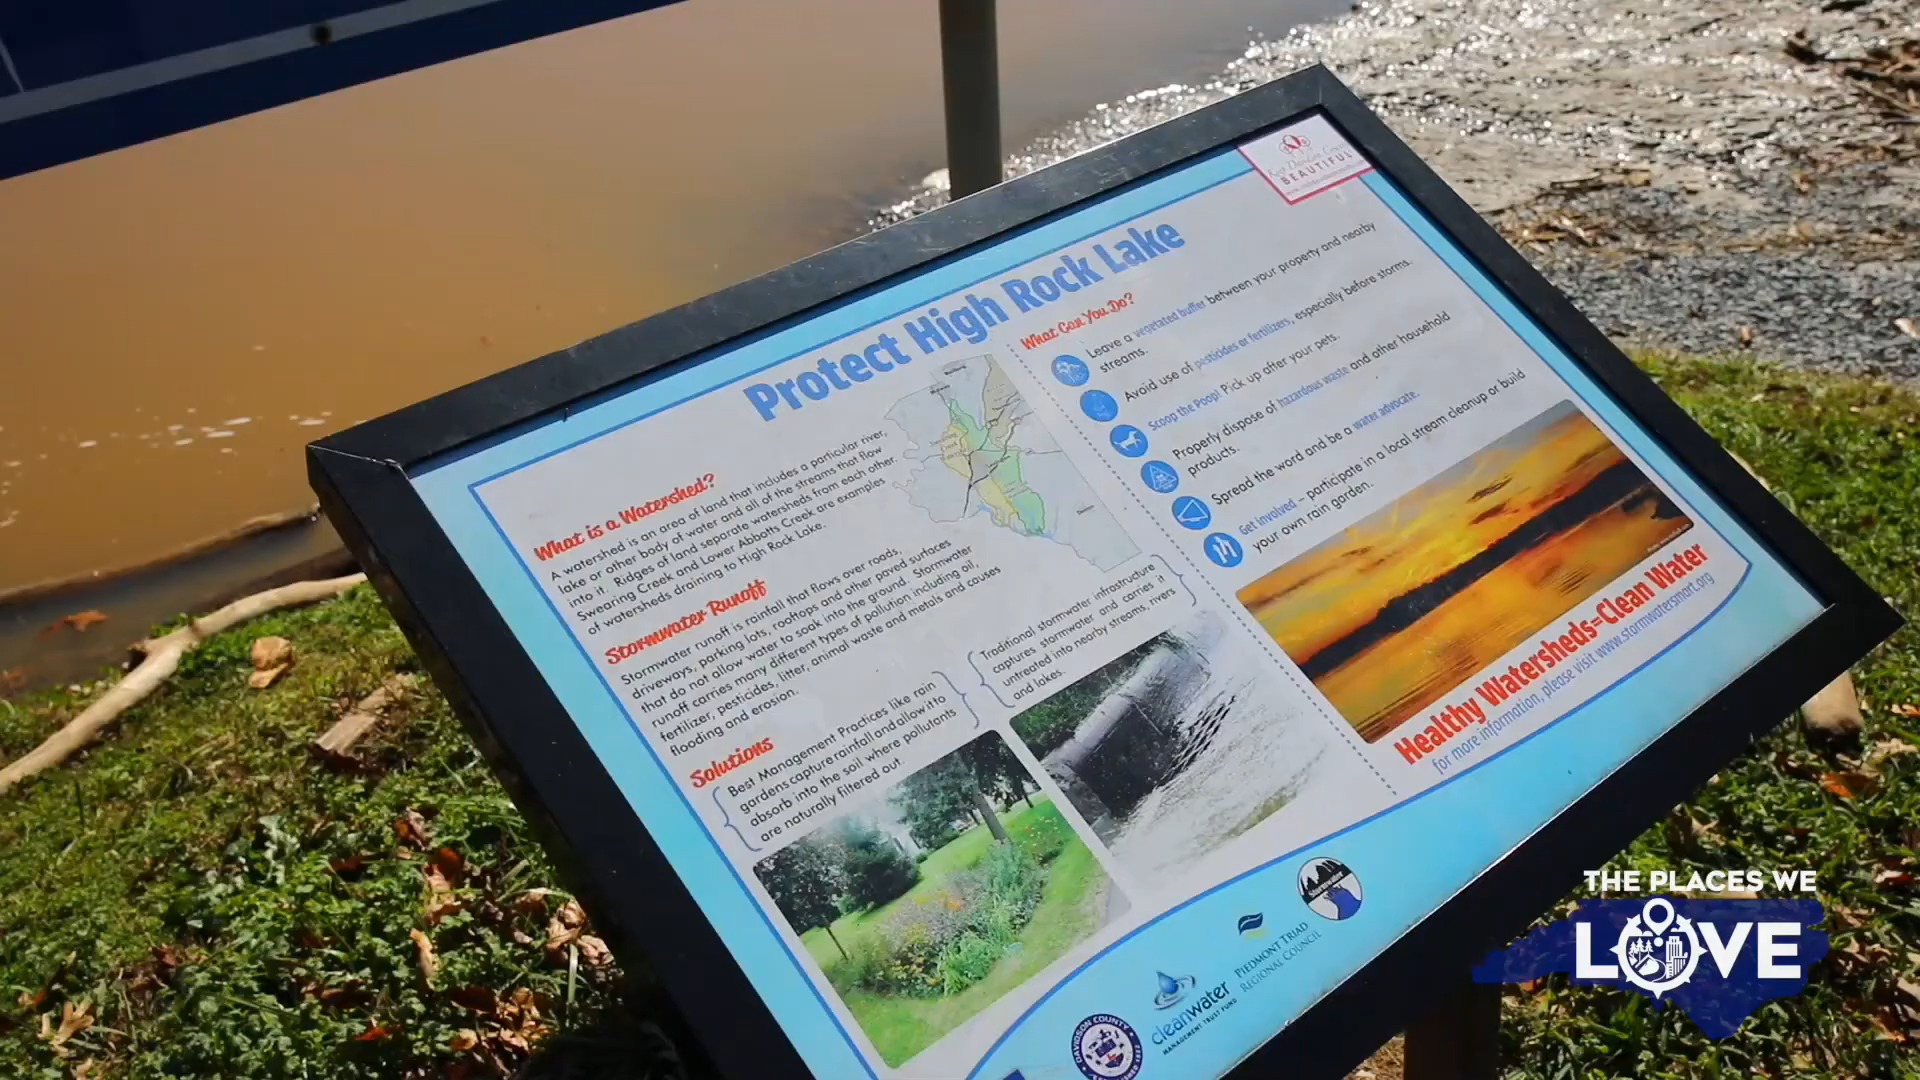 Protect High Rock Lake
Keep Davidson County
BEAUTIFUL
What is a Watershed?
A watershed is an area of land that includes a particular river,
lake or other body of water and all of the streams that flow
into it. Ridges of land separate watersheds from each other.
Swearing Creek and Lower Abbotts Creek are examples
of watersheds draining to High Rock Lake.
Stormwater Runoff
Stormwater runoff is rainfall that flows over roads,
driveways, parking lots, rooftops and other paved surfaces
that do not allow water to soak into the ground. Stormwater
runoff carries many different types of pollution including oil,
fertilizer, pesticides, litter, animal waste and metals and causes
flooding and erosion.
Solutions
Best Management Practices like rain
gardens capture rainfall and allow it to
absorb into the soil where pollutants
are naturally filtered out.
Traditional stormwater infrastructure
captures stormwater and carries it
untreated into nearby streams, rivers
and lakes.
What Can You Do?
Leave a vegetated buffer between your property and nearby
streams.
Avoid use of pesticides or fertilizers, especially before storms.
Scoop the Poop! Pick up after your pets.
Properly dispose of hazardous waste and other household
products.
Spread the word and be a water advocate.
Get involved – participate in a local stream cleanup or build
your own rain garden.
Healthy Watersheds=Clean Water
for more information, please visit www.stormwatersmart.org
DAVIDSON COUNTY
cleanwater
MANAGEMENT TRUST FUND
PIEDMONT TRIAD
REGIONAL COUNCIL
Stormwater
THE PLACES WE
LOVE